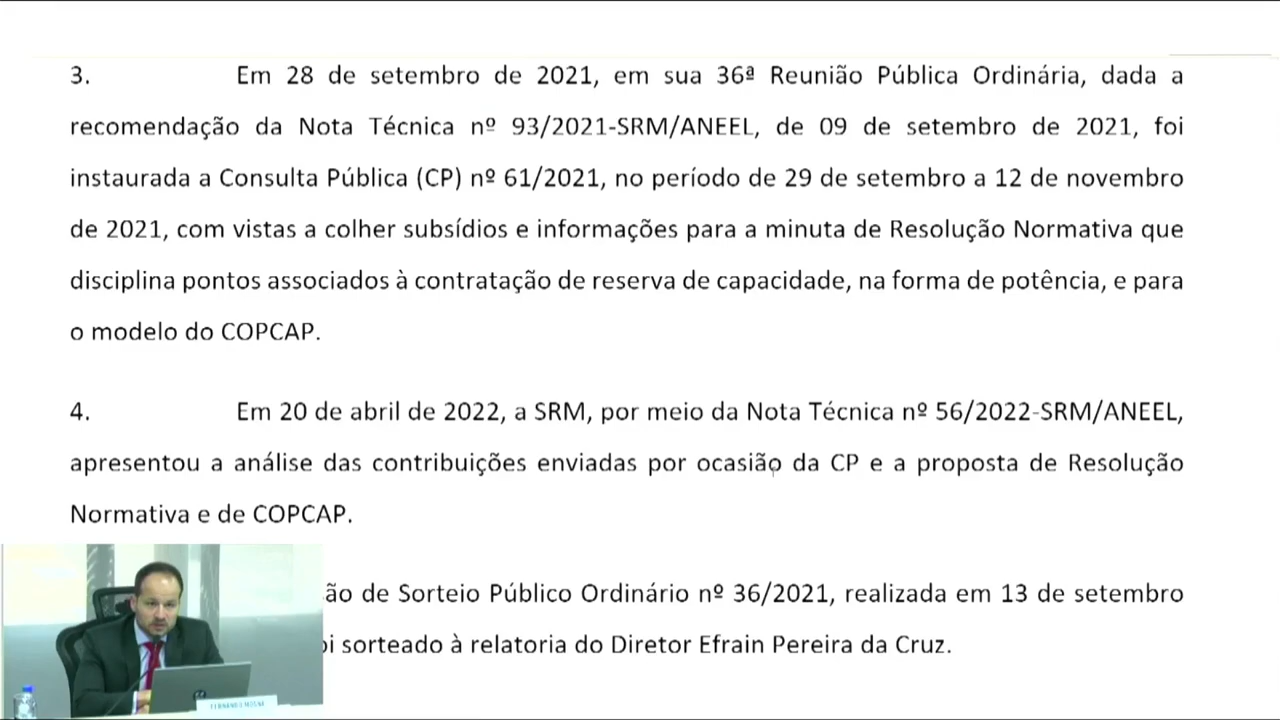 3. Em 28 de setembro de 2021, em sua 36ª Reunião Pública Ordinária, dada a
recomendação da Nota Técnica nº 93/2021-SRM/ANEEL, de 09 de setembro de 2021, foi
instaurada a Consulta Pública (CP) nº 61/2021, no período de 29 de setembro a 12 de novembro
de 2021, com vistas a colher subsídios e informações para a minuta de Resolução Normativa que
disciplina pontos associados à contratação de reserva de capacidade, na forma de potência, e para
o modelo do COPCAP.
4. Em 20 de abril de 2022, a SRM, por meio da Nota Técnica nº 56/2022-SRM/ANEEL,
apresentou a análise das contribuições enviadas por ocasião da CP e a proposta de Resolução
Normativa e de COPCAP.
ão de Sorteio Público Ordinário nº 36/2021, realizada em 13 de setembro
oi sorteado à relatoria do Diretor Efrain Pereira da Cruz.